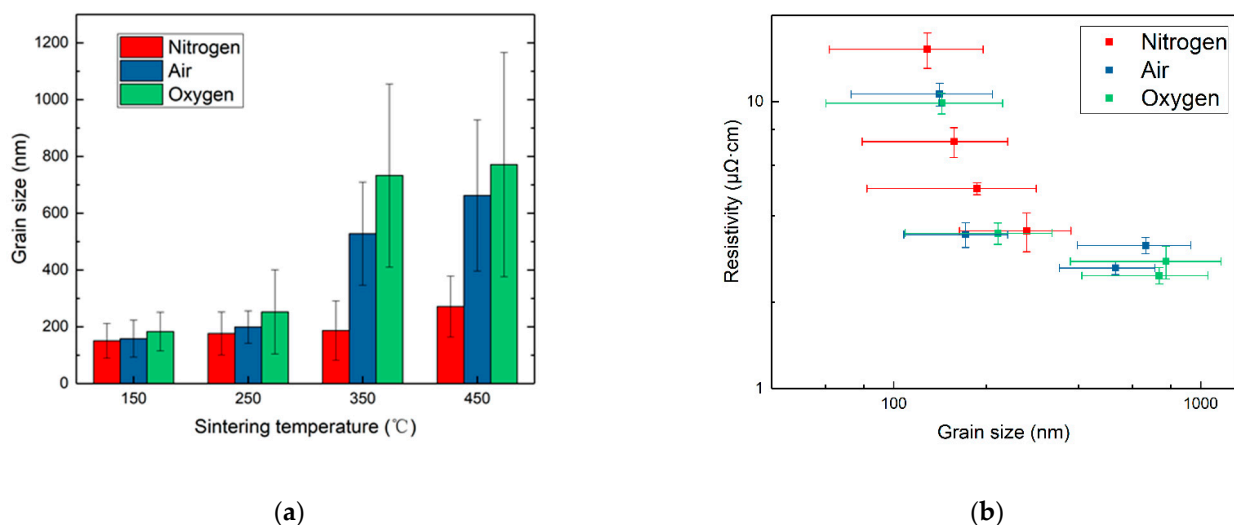 1200
1000
800
600
400
200
0
Grain size (nm)
Nitrogen
Air
Oxygen
150
250
350
450
Sintering temperature (℃)
(a)
10
1
Resistivity (μΩ·cm)
Nitrogen
Air
Oxygen
100
1000
Grain size (nm)
(b)